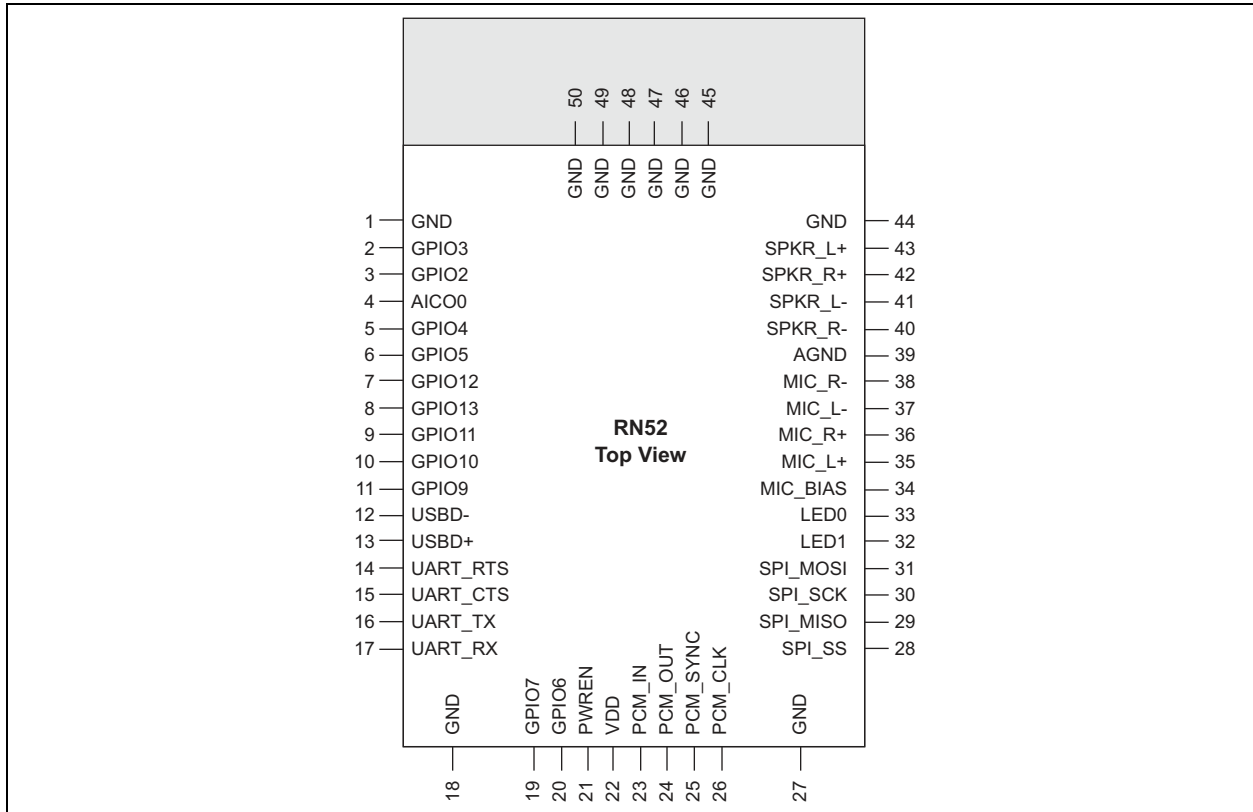 50 49 48 47 46 45
GND GND GND GND GND GND
1 GND
2 GPIO3
3 GPIO2
4 AICO0
5 GPIO4
6 GPIO5
7 GPIO12
8 GPIO13
9 GPIO11
10 GPIO10
11 GPIO9
12 USBD-
13 USBD+
14 UART_RTS
15 UART_CTS
16 UART_TX
17 UART_RX
RN52
Top View
GND 44
SPKR_L+ 43
SPKR_R+ 42
SPKR_L- 41
SPKR_R- 40
AGND 39
MIC_R- 38
MIC_L- 37
MIC_R+ 36
MIC_L+ 35
MIC_BIAS 34
LED0 33
LED1 32
SPI_MOSI 31
SPI_SCK 30
SPI_MISO 29
SPI_SS 28
GND GPIO7 GPIO6 PWREN VDD PCM_IN PCM_OUT PCM_SYNC PCM_CLK GND
18 19 20 21 22 23 24 25 26 27